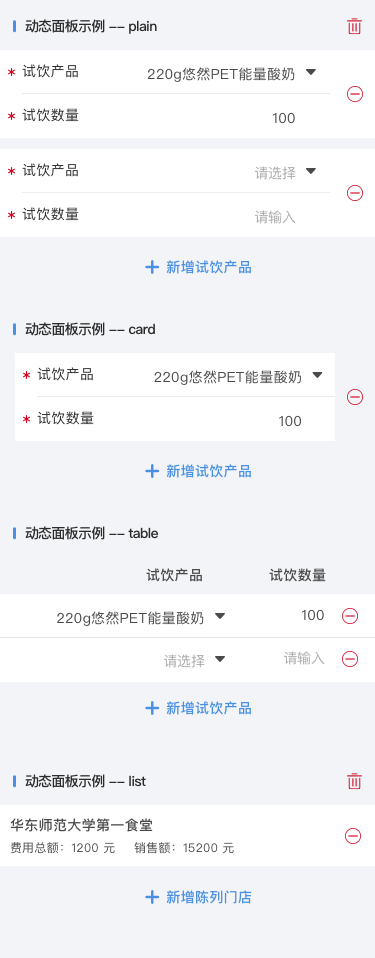 动态面板示例 -- plain
* 试饮产品 220g悠然PET能量酸奶
* 试饮数量 100
* 试饮产品 请选择
* 试饮数量 请输入
+ 新增试饮产品
动态面板示例 -- card
* 试饮产品 220g悠然PET能量酸奶
* 试饮数量 100
+ 新增试饮产品
动态面板示例 -- table
试饮产品 试饮数量
220g悠然PET能量酸奶 100
请选择 请输入
+ 新增试饮产品
动态面板示例 -- list
华东师范大学第一食堂
费用总额：1200 元 销售额：15200 元
+ 新增陈列门店